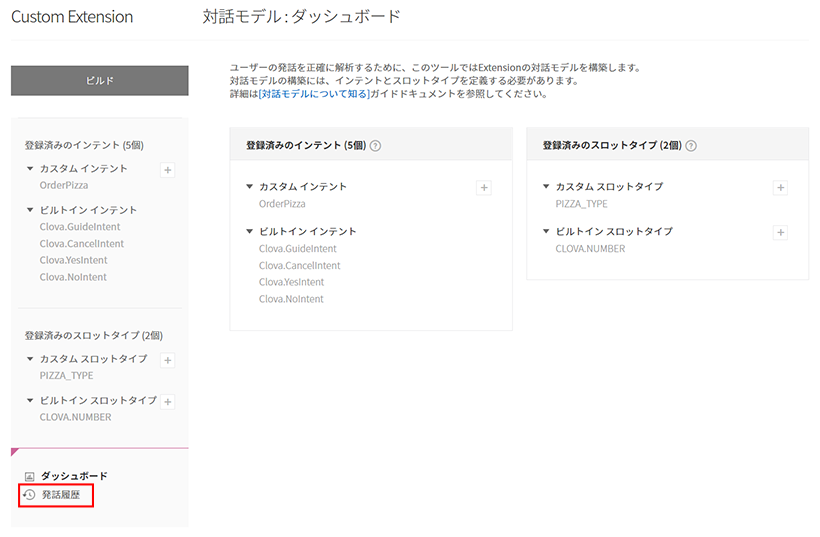 Custom Extension
対話モデル : ダッシュボード
ビルド
登録済みのインテント (5個)
カスタム インテント
OrderPizza
ビルトイン インテント
Clova.GuideIntent
Clova.CancelIntent
Clova.YesIntent
Clova.NoIntent
登録済みのスロットタイプ (2個)
カスタム スロットタイプ
PIZZA_TYPE
ビルトイン スロットタイプ
CLOVA.NUMBER
ダッシュボード
発話履歴
ユーザーの発話を正確に解析するために、このツールではExtensionの対話モデルを構築します。
対話モデルの構築には、インテントとスロットタイプを定義する必要があります。
詳細は[対話モデルについて知る]ガイドドキュメントを参照してください。
登録済みのインテント (5個) ?
カスタム インテント
OrderPizza
ビルトイン インテント
Clova.GuideIntent
Clova.CancelIntent
Clova.YesIntent
Clova.NoIntent
登録済みのスロットタイプ (2個) ?
カスタム スロットタイプ
PIZZA_TYPE
ビルトイン スロットタイプ
CLOVA.NUMBER